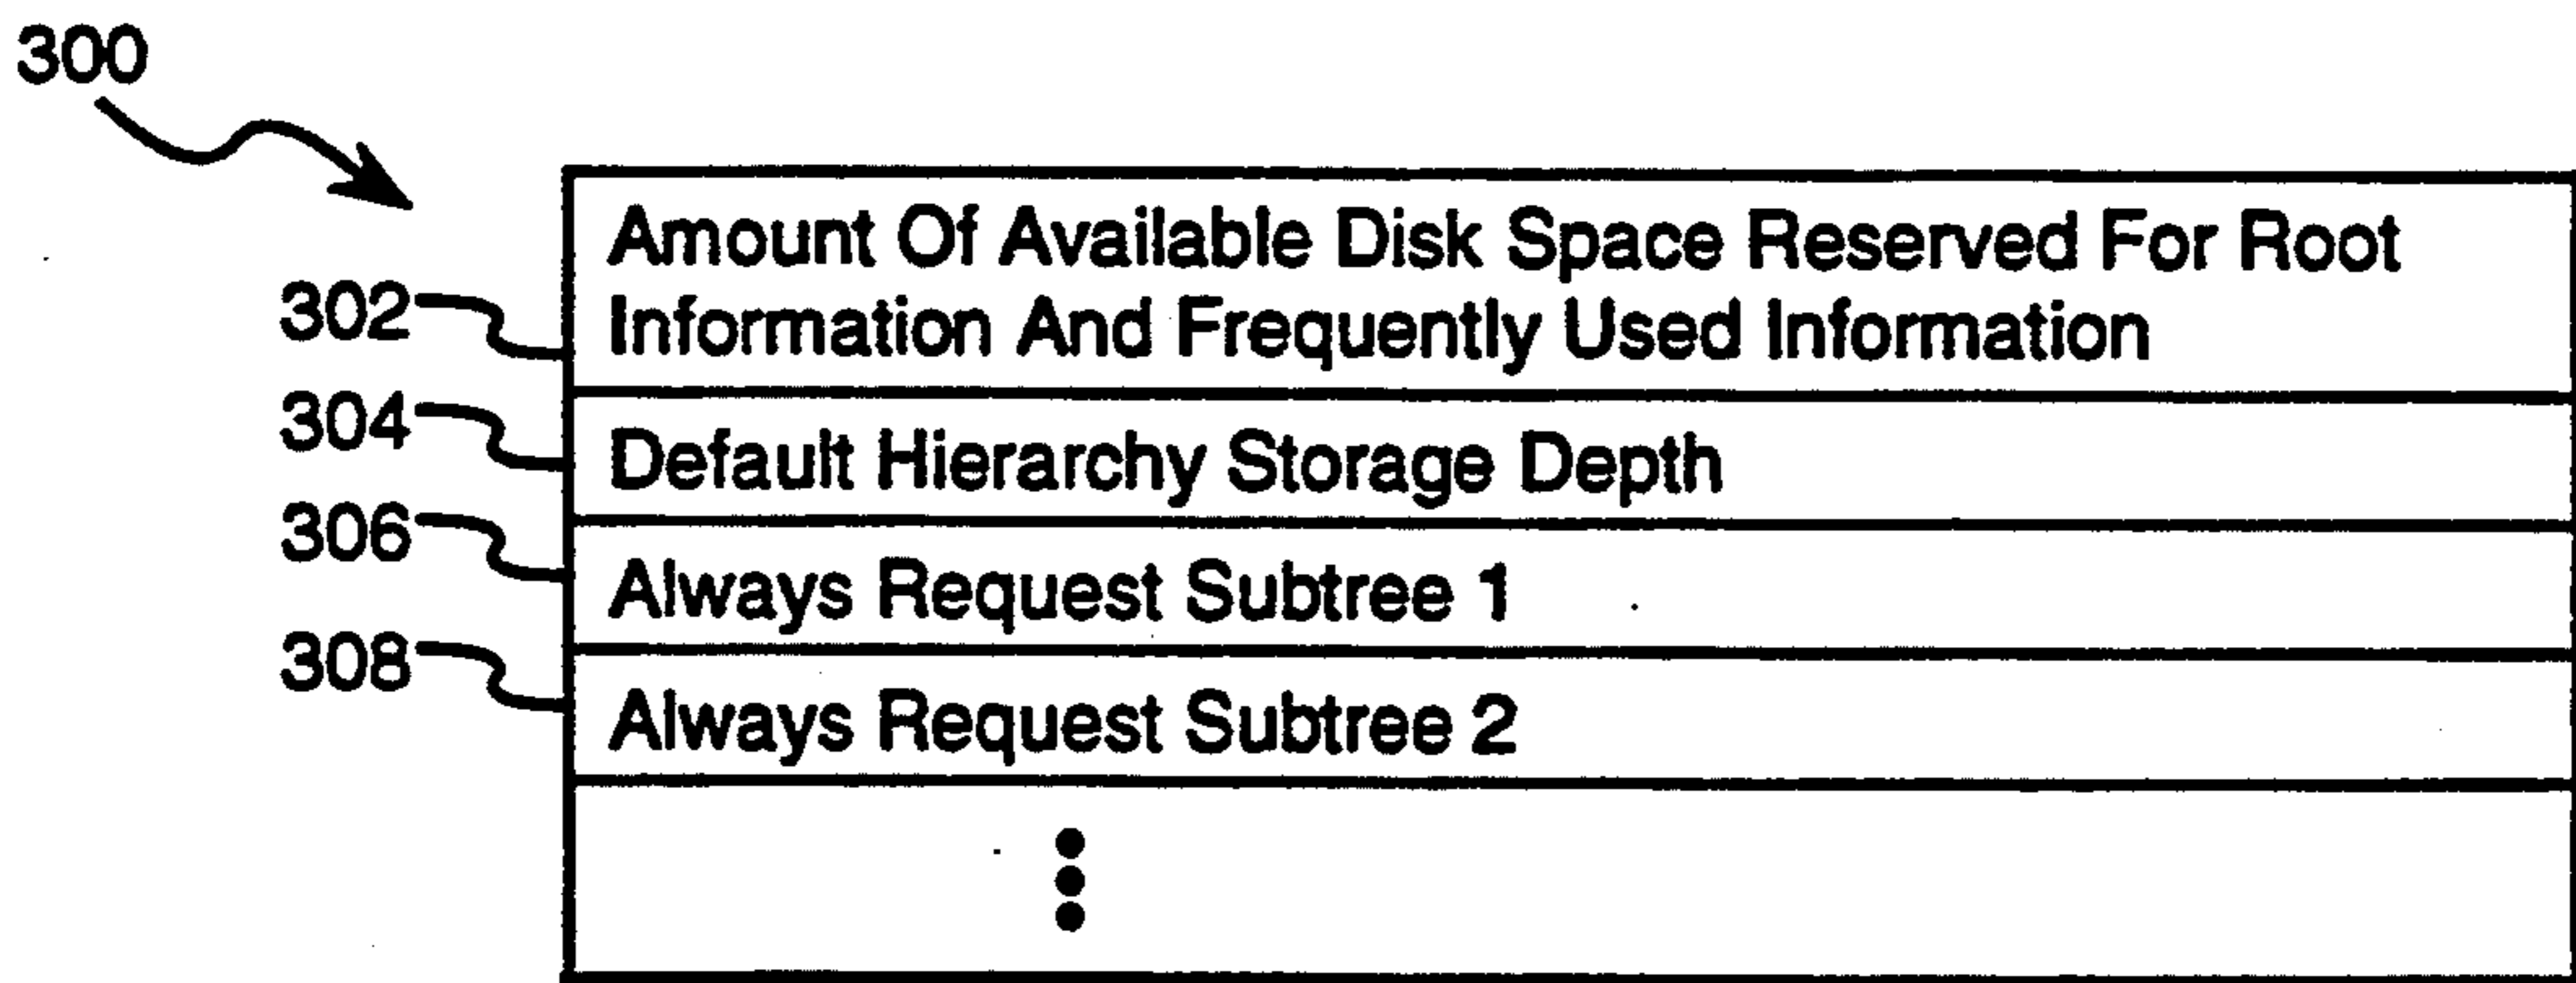 300
Amount Of Available Disk Space Reserved For Root
302 Information And Frequently Used Information
304 Default Hierarchy Storage Depth
306 Always Request Subtree 1
308 Always Request Subtree 2